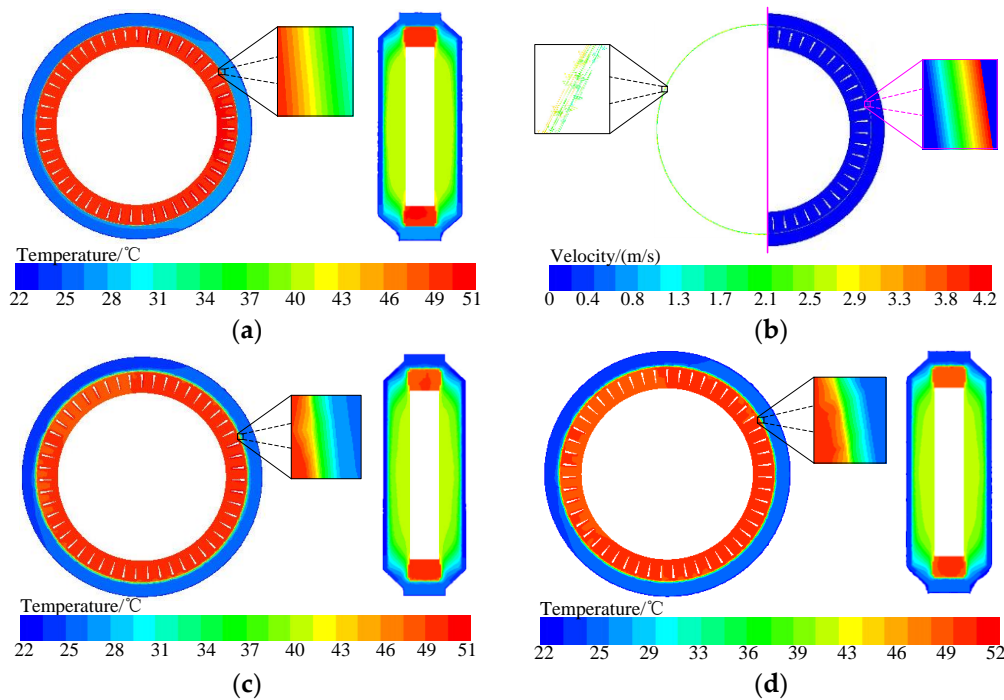 Temperature/℃
22 25 28 31 34 37 40 43 46 49 51
(a)
Velocity/(m/s)
0 0.4 0.8 1.3 1.7 2.1 2.5 2.9 3.3 3.8 4.2
(b)
Temperature/℃
22 25 28 31 34 37 40 43 46 49 51
(c)
Temperature/℃
22 25 29 32 36 39 43 46 49 52
(d)